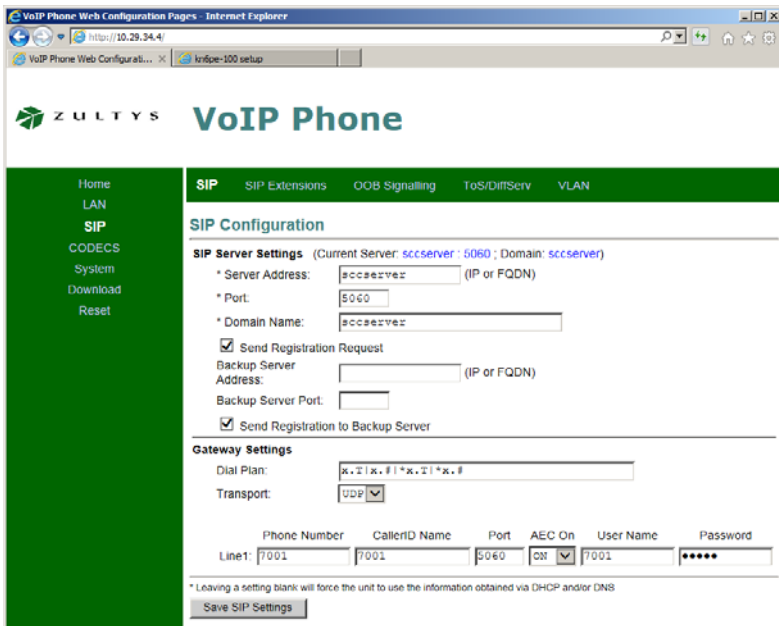 VoIP Phone Web Configuration Pages - Internet Explorer
http://10.29.34.4/
VoIP Phone Web Configurati... kn6pe-100 setup
ZULTYS VoIP Phone
Home
LAN
SIP
CODECS
System
Download
Reset
SIP SIP Extensions OOB Signalling ToS/DiffServ VLAN
SIP Configuration
SIP Server Settings (Current Server: sccserver : 5060 ; Domain: sccserver)
* Server Address: sccserver (IP or FQDN)
* Port: 5060
* Domain Name: sccserver
Send Registration Request
Backup Server
Address: (IP or FQDN)
Backup Server Port:
Send Registration to Backup Server
Gateway Settings
Dial Plan: x.T|x.#|*x.T|*x.#
Transport: UDP
Phone Number CallerID Name Port AEC On User Name Password
Line1: 7001 7001 5060 ON 7001 •••••
* Leaving a setting blank will force the unit to use the information obtained via DHCP and/or DNS
Save SIP Settings